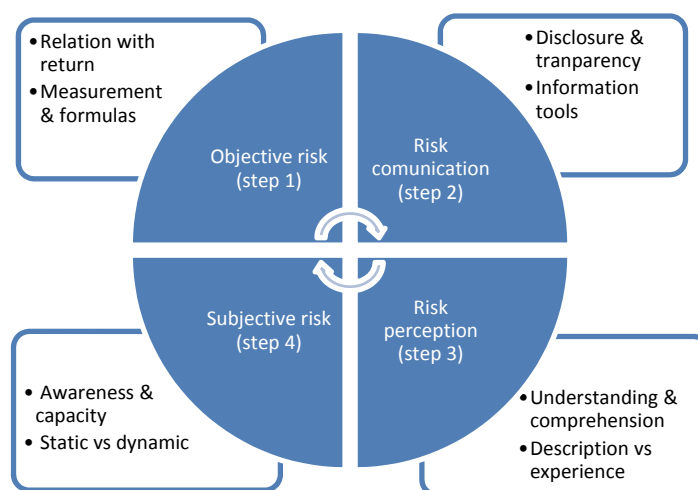 •Relation with
return
•Measurement
& formulas
•Disclosure &
tranparency
•Information
tools
Objective risk
(step 1)
Risk
comunication
(step 2)
Subjective risk
(step 4)
Risk
perception
(step 3)
• Awareness &
capacity
• Static vs dynamic
•Understanding &
comprehension
•Description vs
experience